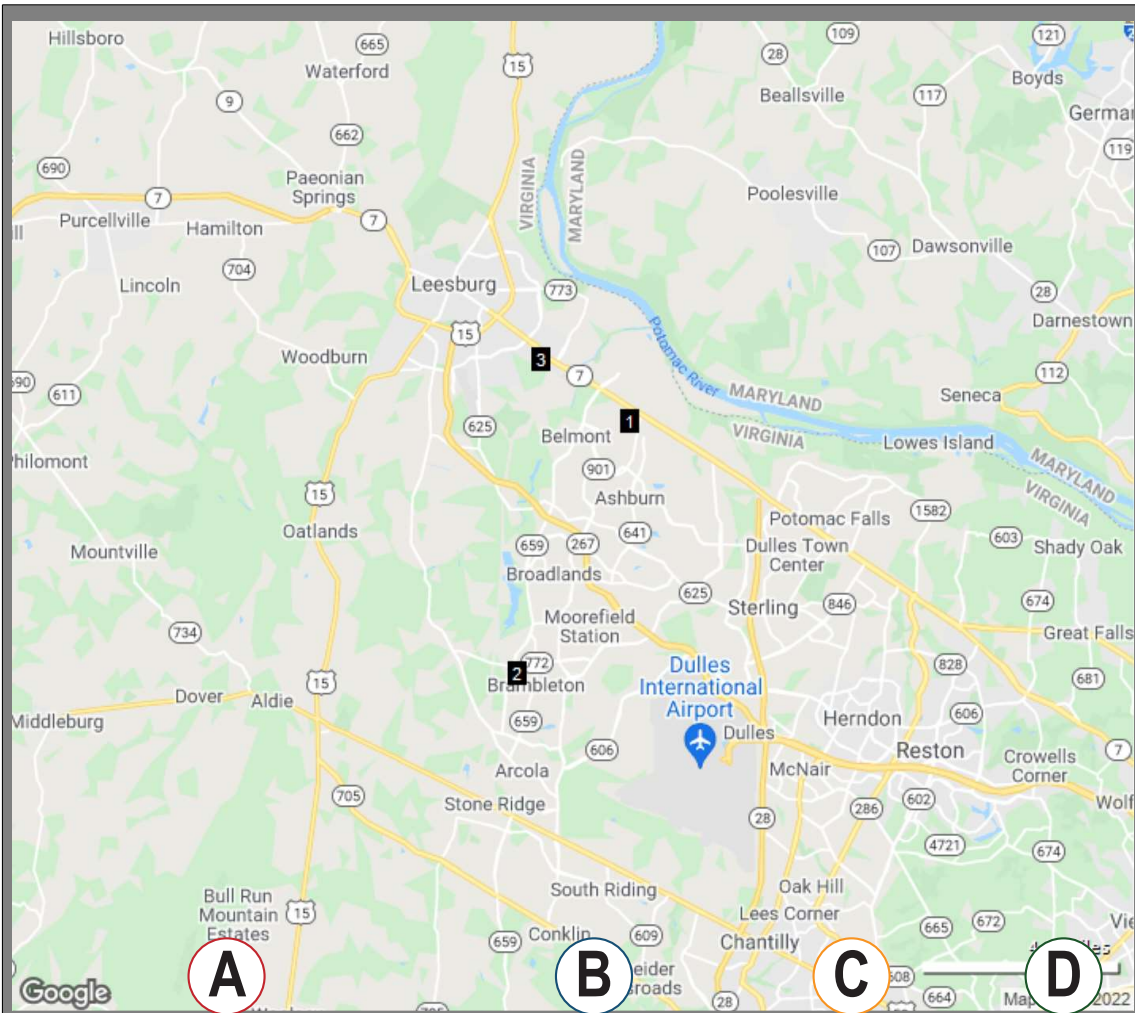 Hillsboro
665
Waterford
15
109
28
121
Boyds
Beallsville
117
9
662
119
690
Paeonian
Springs
VIRGINIA
MARYLAND
Poolesville
7
Purcellville
Hamilton
7
107
Dawsonville
704
Lincoln
Leesburg
773
28
Darnestown
15
Potomac River
Woodburn
3
7
112
611
MARYLAND
Seneca
1
625
Belmont
VIRGINIA
Lowes Island
901
MARYLAND
15
Ashburn
VIRGINIA
Oatlands
Potomac Falls
1582
Mountville
659
267
641
Dulles Town
Center
603
Shady Oak
Broadlands
625
Sterling
846
674
Moorefield
Station
734
Great Falls
2
772
Dulles
International
Airport
828
15
Brambleton
681
Dover
Aldie
Middleburg
659
606
Dulles
Herndon
606
Reston
7
Arcola
McNair
Crowells
Corner
705
Stone Ridge
286
602
28
4721
674
South Riding
Oak Hill
Bull Run
Mountain
Estates
15
Lees Corner
665
672
659
Conklin
609
Chantilly
A
B
C
D
Google
28
664
2022